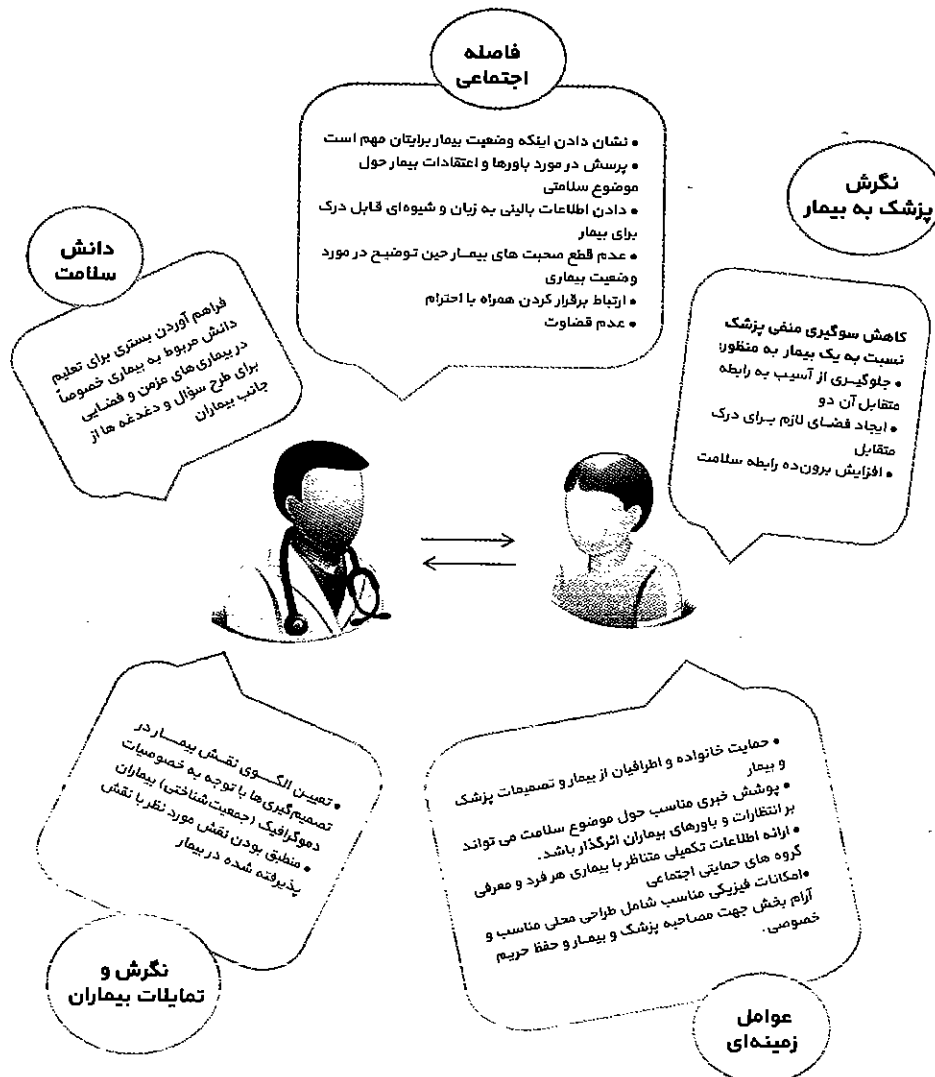 فاصله
اجتماعی
• نشان دادن اینکه وضعیت بیمار برایتان مهم است
• پرسش در مورد باورها و اعتقادات بیمار حول
موضوع سلامتی
• دادن اطلاعات بالینی به زبان و شیوه‌ای قابل درک
برای بیمار
• عدم قطع صحبت های بیمار حین توضیح در مورد
وضعیت بیماری
• ارتباط برقرار کردن همراه با احترام
• عدم قضاوت
نگرش
پزشک به بیمار
کاهش سوگیری منفی پزشک
نسبت به یک بیمار به منظور:
• جلوگیری از آسیب به رابطه
متقابل آن دو
• ایجاد فضای لازم برای درک
متقابل
• افزایش برون‌ده رابطه سلامت
دانش
سلامت
فراهم آوردن بستری برای تعلیم
دانش مربوط به بیماری خصوصاً
در بیماری‌های مزمن و فضایی
برای طرح سؤال و دغدغه ها از
جانب بیماران
• تعیین الگوی نقش بیمار در
تصمیم‌گیری‌ها با توجه به خصوصیات
دموگرافیک (جمعیت‌شناختی) بیماران
• منطبق بودن نقش مورد نظر با نقش
پذیرفته شده در بیمار
نگرش و
تمایلات بیماران
• حمایت خانواده و اطرافیان از بیمار و تصمیمات پزشک
و بیمار
• پوشش خبری مناسب حول موضوع سلامت می تواند
بر انتظارات و باورهای بیماران اثرگذار باشد.
• ارائه اطلاعات تکمیلی متناظر با بیماری هر فرد و معرفی
گروه های حمایتی اجتماعی
•امکانات فیزیکی مناسب شامل طراحی محلی مناسب و
آرام بخش جهت مصاحبه پزشک و بیمار و حفظ حریم
خصوصی.
عوامل
زمینه‌ای